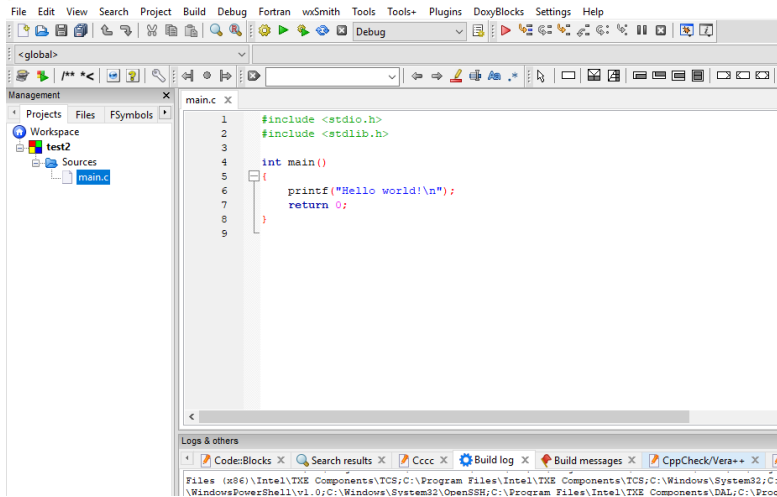 File Edit View Search Project Build Debug Fortran wxSmith Tools Tools+ Plugins DoxyBlocks Settings Help
Debug
<global>
/** *<
Management
main.c
Projects Files FSymbols
Workspace
test2
Sources
main.c
1 #include <stdio.h>
2 #include <stdlib.h>
3
4 int main()
5 {
6 printf("Hello world!\n");
7 return 0;
8 }
9
Logs & others
Code::Blocks Search results Cccc Build log Build messages CppCheck/Vera++
Files (x86)\Intel\TXE Components\TCS;C:\Program Files\Intel\TXE Components\TCS;C:\Windows\System32;C:
\WindowsPowerShell\v1.0;C:\Windows\System32\OpenSSH;C:\Program Files\Intel\TXE Components\DAL;C:\Pro